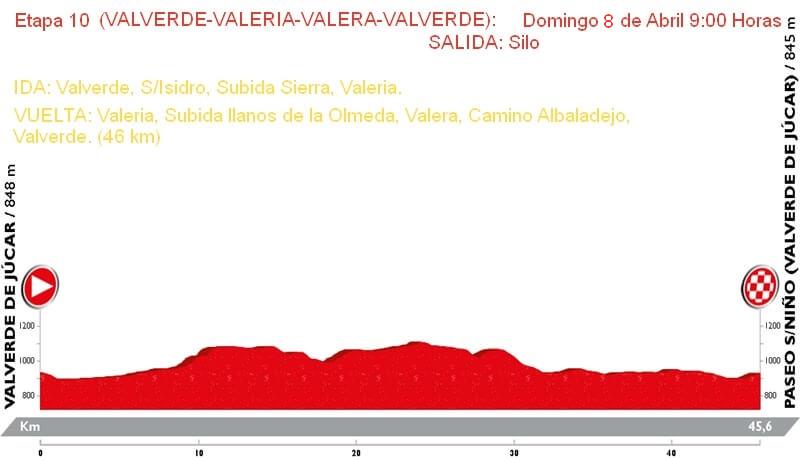 Etapa 10 (VALVERDE-VALERIA-VALERA-VALVERDE): Domingo 8 de Abril 9:00 Horas
SALIDA: Silo
IDA: Valverde, S/Isidro, Subida Sierra, Valeria.
VUELTA: Valeria, Subida llanos de la Olmeda, Valera, Camino Albaladejo,
Valverde. (46 km)
VALVERDE DE JÚCAR / 848 m
PASEO S/NIÑO (VALVERDE DE JÚCAR) / 845 m
1200
1000
800
1200
1000
800
Km 45,6
0 10 20 30 40